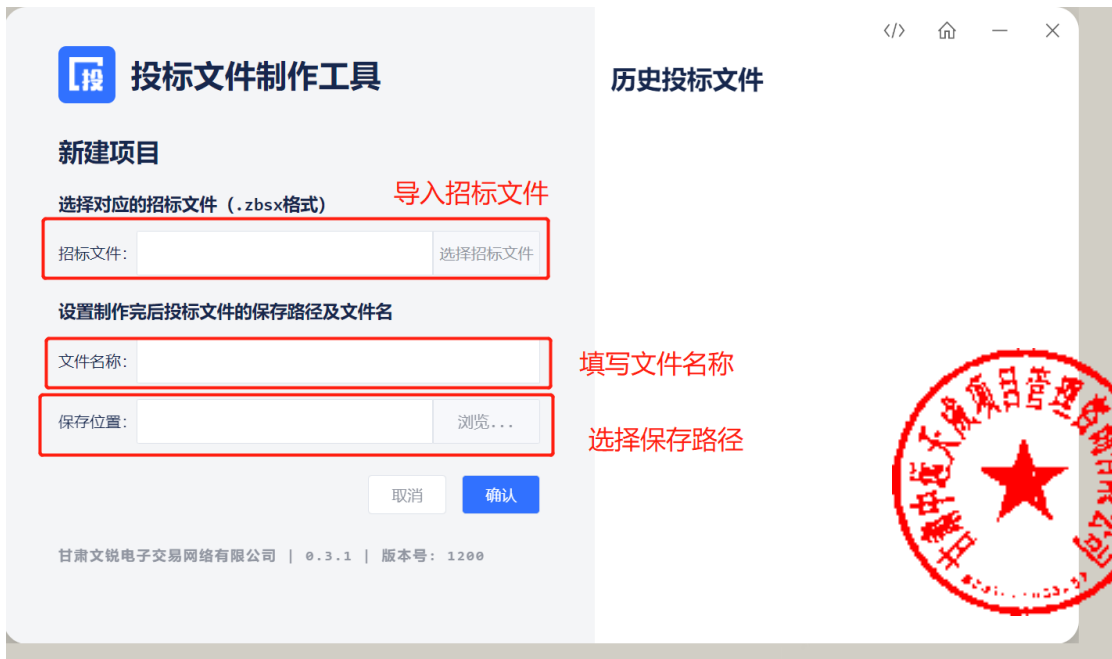 投标文件制作工具
新建项目
选择对应的招标文件（.zbsx格式）
导入招标文件
招标文件：
选择招标文件
设置制作完后投标文件的保存路径及文件名
文件名称：
填写文件名称
保存位置：
浏览...
选择保存路径
取消
确认
甘肃文锐电子交易网络有限公司 | 0.3.1 | 版本号: 1200
历史投标文件